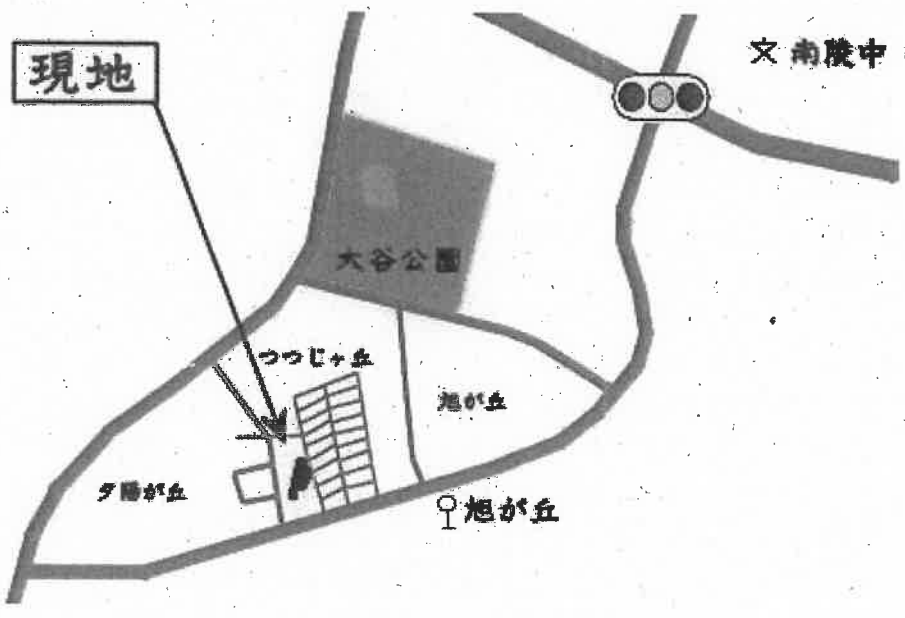 現地
文 南陵中
大谷公園
つつじヶ丘
旭が丘
夕陽が丘
旭が丘